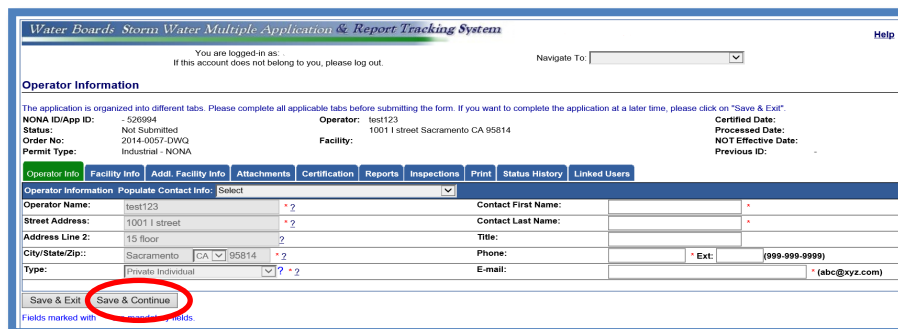 Water Boards Storm Water Multiple Application & Report Tracking System
Help
You are logged-in as: .
If this account does not belong to you, please log out.
Navigate To:
Operator Information
The application is organized into different tabs. Please complete all applicable tabs before submitting the form. If you want to complete the application at a later time, please click on "Save & Exit".
NONA ID/App ID: - 526994 Operator: test123 Certified Date:
Status: Not Submitted 1001 I street Sacramento CA 95814 Processed Date:
Order No: 2014-0057-DWQ Facility: NOT Effective Date:
Permit Type: Industrial - NONA Previous ID: -
Operator Info Facility Info Addl. Facility Info Attachments Certification Reports Inspections Print Status History Linked Users
Operator Information Populate Contact Info: Select
Operator Name: test123 * ? Contact First Name: *
Street Address: 1001 I street * ? Contact Last Name: *
Address Line 2: 15 floor ? Title:
City/State/Zip:: Sacramento CA 95814 * ? Phone: * Ext: (999-999-9999)
Type: Private Individual ? * ? E-mail: * (abc@xyz.com)
Save & Exit Save & Continue
Fields marked with mandatory fields.